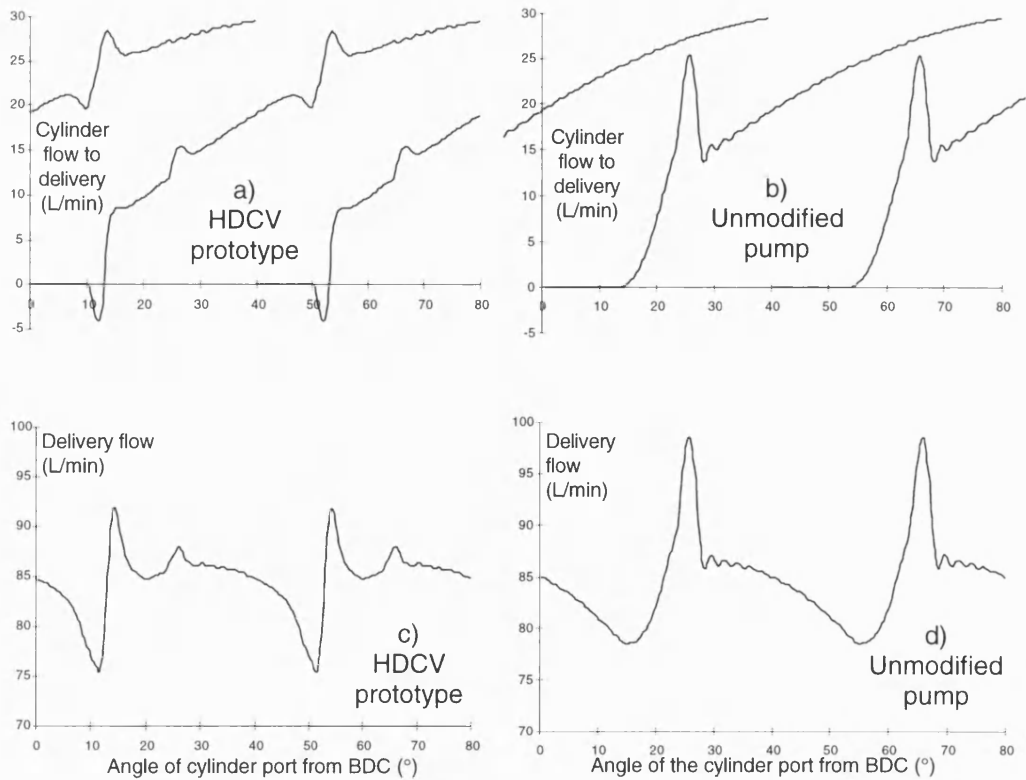 30
25
20
15
10
5
0
-5
0
10
20
30
40
50
60
70
80
Cylinder
flow to
delivery
(L/min)
a)
HDCV
prototype
30
25
20
15
10
5
0
-5
0
10
20
30
40
50
60
70
80
Cylinder
flow to
delivery
(L/min)
b)
Unmodified
pump
100
95
90
85
80
75
70
0
10
20
30
40
50
60
70
80
Delivery flow
(L/min)
c)
HDCV
prototype
Angle of cylinder port from BDC (°)
100
95
90
85
80
75
70
0
10
20
30
40
50
60
70
80
Delivery
flow
(L/min)
d)
Unmodified
pump
Angle of the cylinder port from BDC (°)